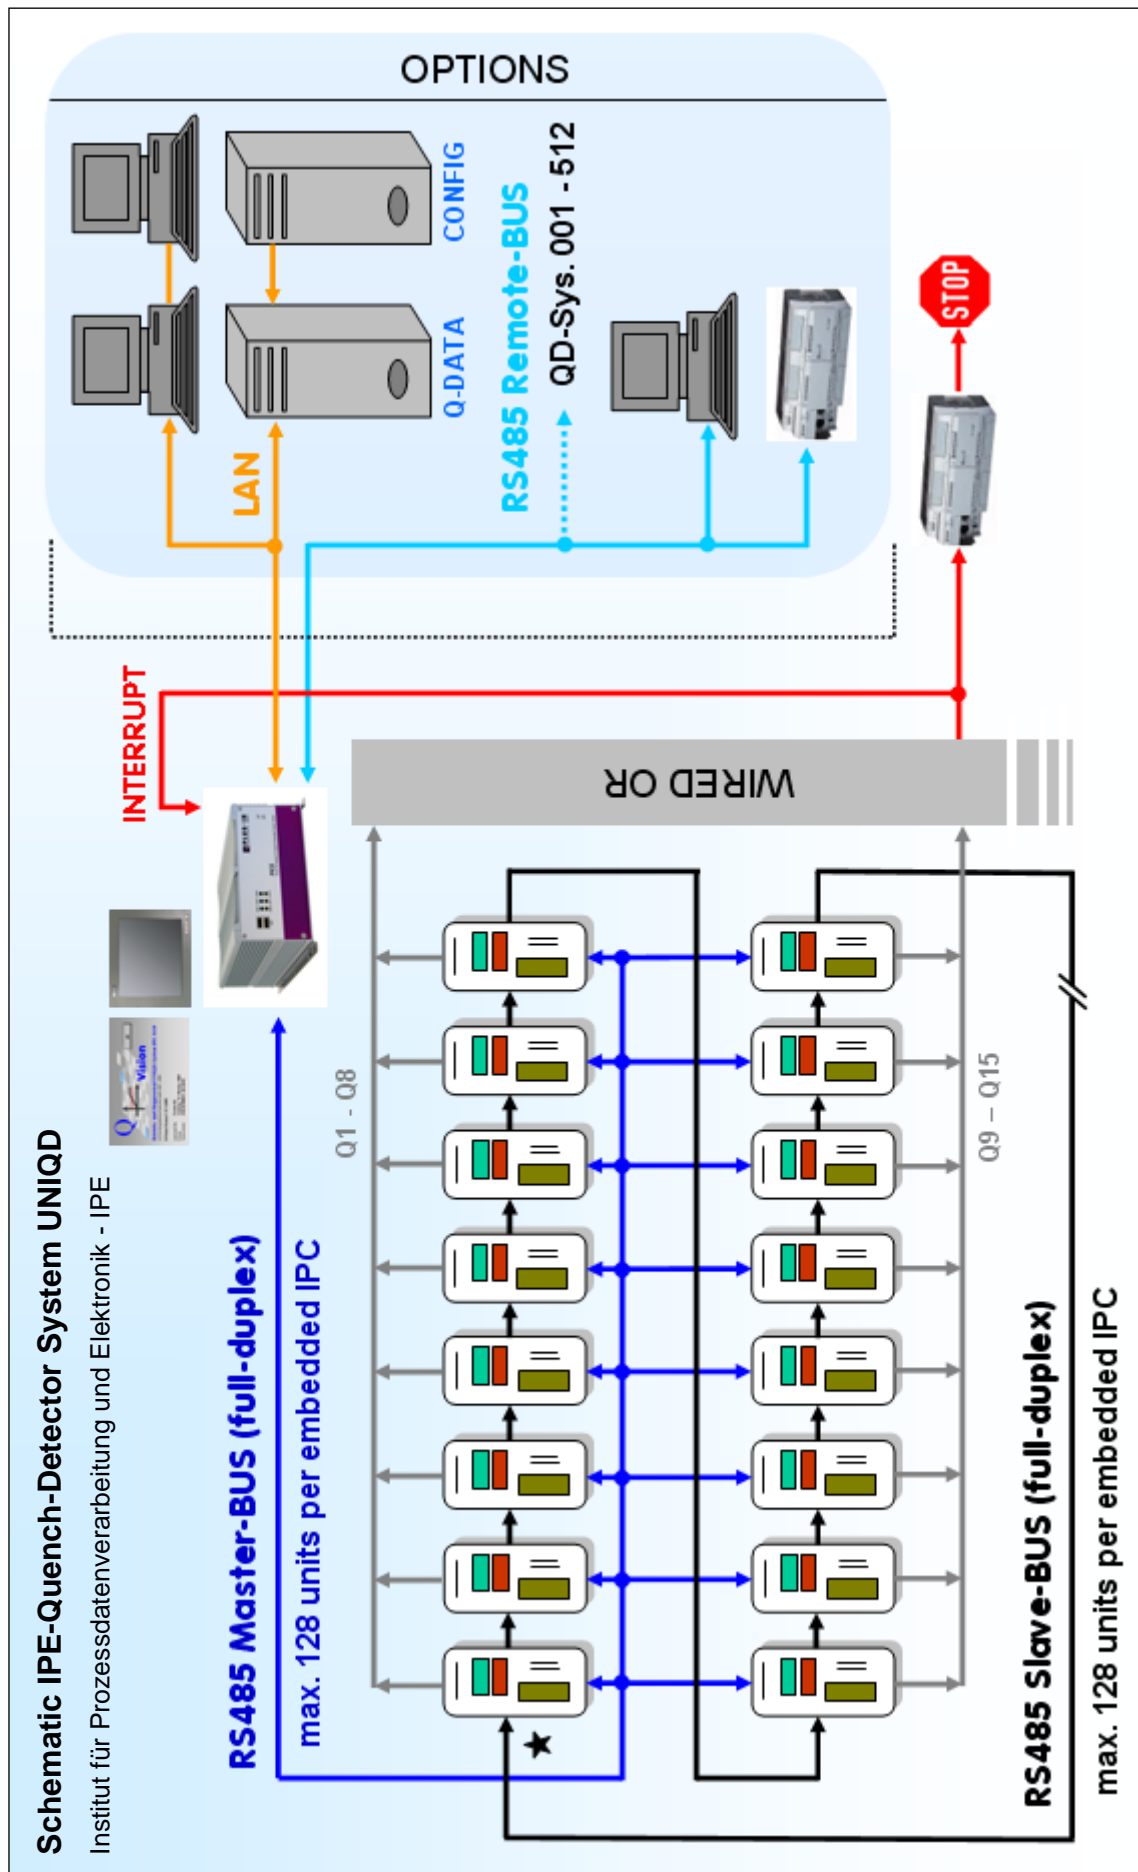 Schematic IPE-Quench-Detector System UNIQD
Institut für Prozessdatenverarbeitung und Elektronik - IPE
Q
Vision
INTERRUPT
OPTIONS
LAN
Q-DATA
CONFIG
RS485 Remote-BUS
QD-Sys. 001 - 512
STOP
RS485 Master-BUS (full-duplex)
max. 128 units per embedded IPC
Q1 - Q8
WIRED OR
Q9 – Q15
RS485 Slave-BUS (full-duplex)
max. 128 units per embedded IPC